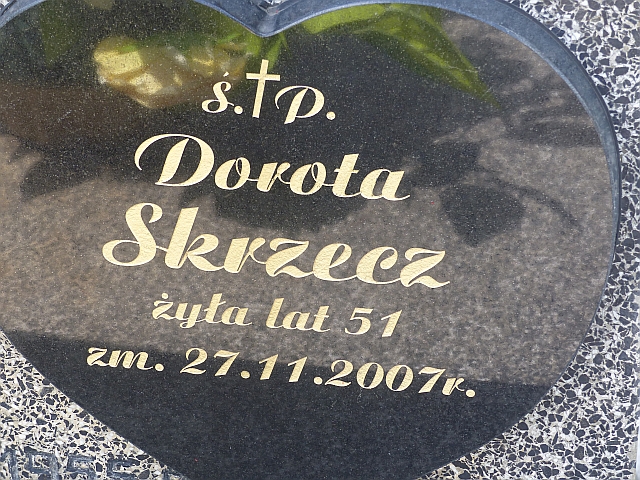 ś.†p.
Dorota
Skrzecz
żyła lat 51
zm. 27.11.2007r.